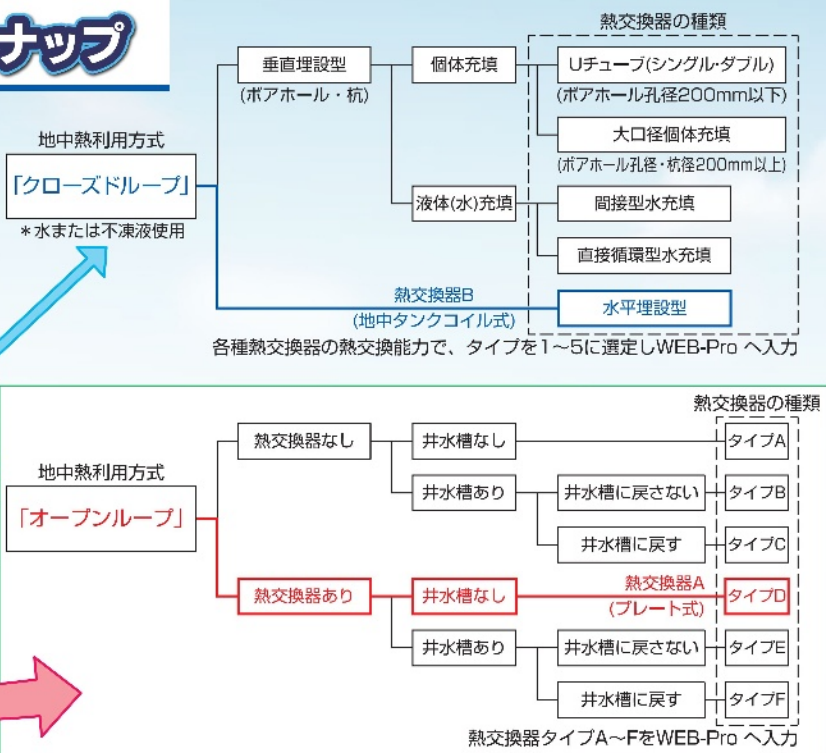 ナップ
熱交換器の種類
垂直埋設型
個体充填
Uチューブ(シングル・ダブル)
(ボアホール・杭)
(ボアホール孔径200mm以下)
地中熱利用方式
大口径個体充填
「クローズドループ」
(ボアホール孔径・杭径200mm以上)
液体(水)充填
間接型水充填
*水または不凍液使用
直接循環型水充填
熱交換器B
水平埋設型
(地中タンクコイル式)
各種熱交換器の熱交換能力で、タイプを1~5に選定しWEB-Pro へ入力
熱交換器の種類
熱交換器なし
井水槽なし
タイプA
地中熱利用方式
井水槽あり
井水槽に戻さない
タイプB
「オープンループ」
井水槽に戻す
タイプC
熱交換器あり
井水槽なし
熱交換器A
タイプD
(プレート式)
井水槽あり
井水槽に戻さない
タイプE
井水槽に戻す
タイプF
熱交換器タイプA~FをWEB-Pro へ入力